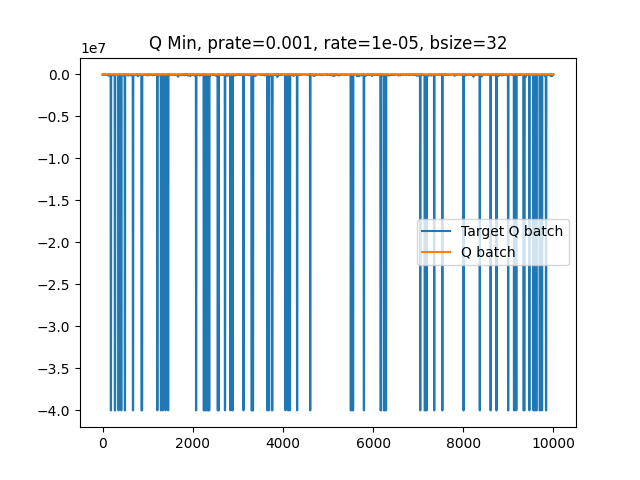 Q Min, prate=0.001, rate=1e-05, bsize=32
1e7
0.0
−0.5
−1.0
−1.5
−2.0
−2.5
−3.0
−3.5
−4.0
Target Q batch
Q batch
0 2000 4000 6000 8000 10000